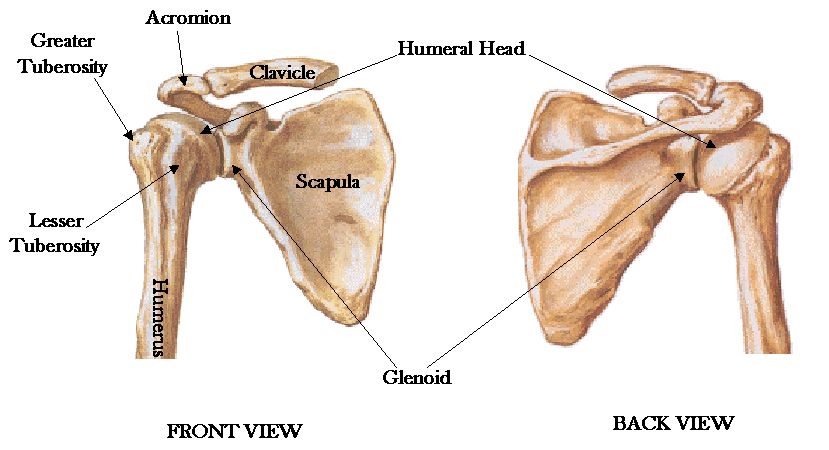 Acromion
Greater
Tuberosity
Humeral Head
Clavicle
Scapula
Lesser
Tuberosity
Humerus
Glenoid
FRONT VIEW
BACK VIEW